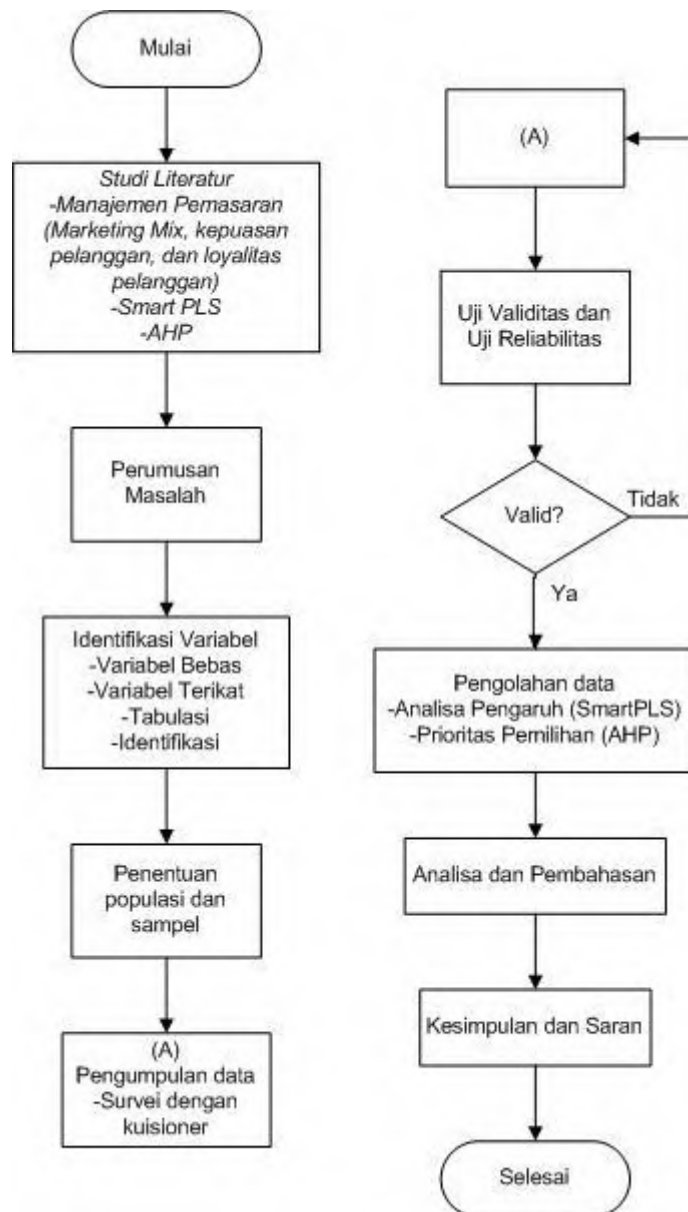 Mulai
Studi Literatur
-Manajemen Pemasaran
(Marketing Mix, kepuasan
pelanggan, dan loyalitas
pelanggan)
-Smart PLS
-AHP
Perumusan
Masalah
Identifikasi Variabel
-Variabel Bebas
-Variabel Terikat
-Tabulasi
-Identifikasi
Penentuan
populasi dan
sampel
(A)
Pengumpulan data
-Survei dengan
kuisioner
(A)
Uji Validitas dan
Uji Reliabilitas
Valid?
Tidak
Ya
Pengolahan data
-Analisa Pengaruh (SmartPLS)
-Prioritas Pemilihan (AHP)
Analisa dan Pembahasan
Kesimpulan dan Saran
Selesai